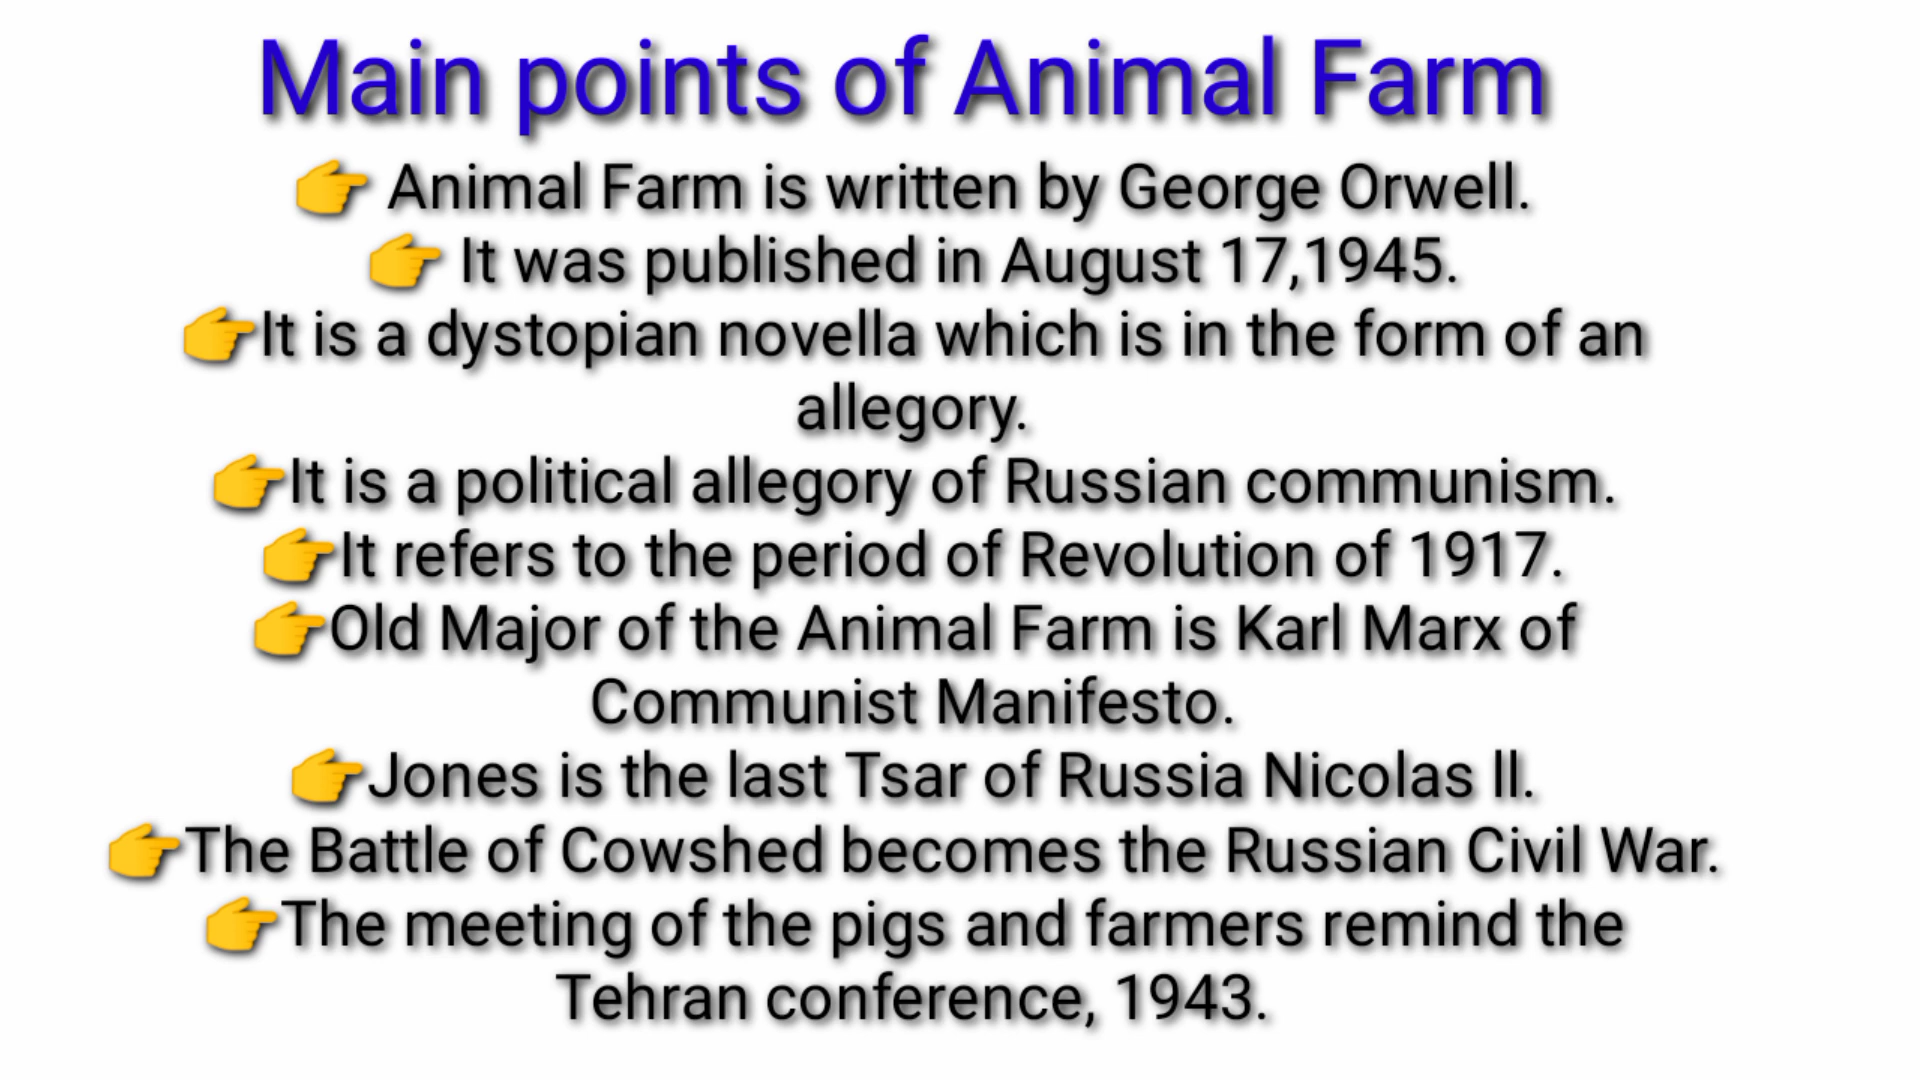 Main points of Animal Farm
👉 Animal Farm is written by George Orwell.
👉 It was published in August 17,1945.
👉It is a dystopian novella which is in the form of an
allegory.
👉It is a political allegory of Russian communism.
👉It refers to the period of Revolution of 1917.
👉Old Major of the Animal Farm is Karl Marx of
Communist Manifesto.
👉Jones is the last Tsar of Russia Nicolas ll.
👉The Battle of Cowshed becomes the Russian Civil War.
👉The meeting of the pigs and farmers remind the
Tehran conference, 1943.